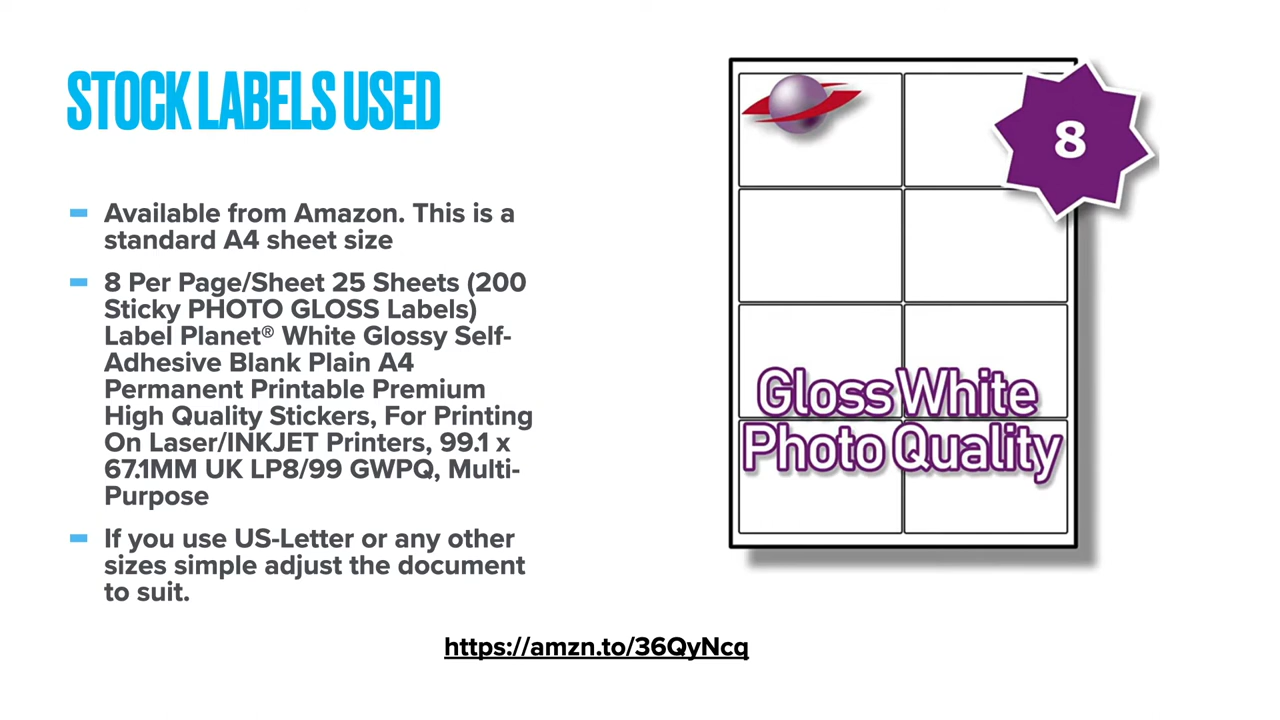 STOCK LABELS USED
Available from Amazon. This is a
standard A4 sheet size
8 Per Page/Sheet 25 Sheets (200
Sticky PHOTO GLOSS Labels)
Label Planet® White Glossy Self-
Adhesive Blank Plain A4
Permanent Printable Premium
High Quality Stickers, For Printing
On Laser/INKJET Printers, 99.1 x
67.1MM UK LP8/99 GWPQ, Multi-
Purpose
If you use US-Letter or any other
sizes simple adjust the document
to suit.
8
Gloss White
Photo Quality
https://amzn.to/36QyNcq